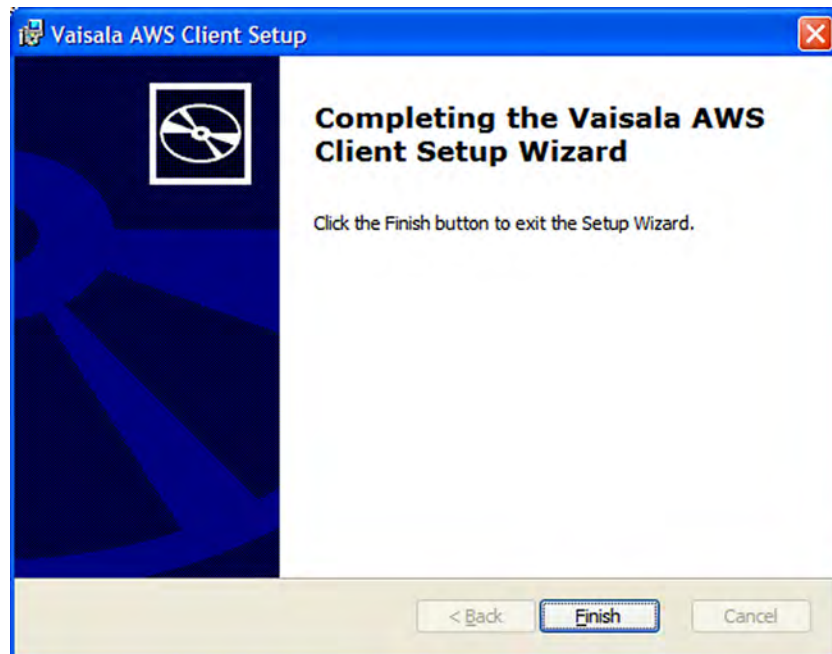 Vaisala AWS Client Setup
Completing the Vaisala AWS
Client Setup Wizard
Click the Finish button to exit the Setup Wizard.
< Back
Finish
Cancel